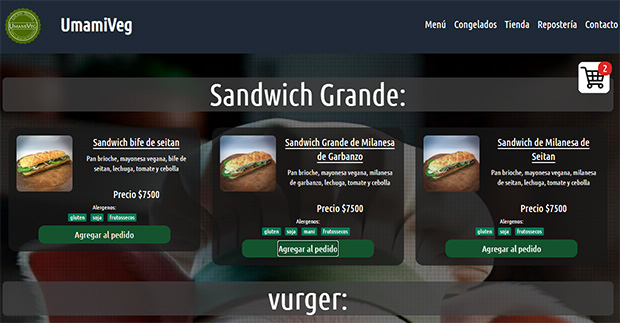 UMAMIVEG
UmamiVeg
Menú Congelados Tienda Repostería Contacto
2
Sandwich Grande:
Sandwich bife de seitan
Pan brioche, mayonesa vegana, bife de
seitan, lechuga, tomate y cebolla
Precio $7500
Alergenos:
gluten soja frutossecos
Agregar al pedido
Sandwich Grande de Milanesa
de Garbanzo
Pan brioche, mayonesa vegana, milanesa
de garbanzo, lechuga, tomate y cebolla
Precio $7500
Alergenos:
gluten soja mani frutossecos
Agregar al pedido
Sandwich de Milanesa de
Seitan
Pan brioche, mayonesa vegana, milanesa
de seitan, lechuga, tomate y cebolla
Precio $7500
Alergenos:
gluten soja frutossecos
Agregar al pedido
vurger: